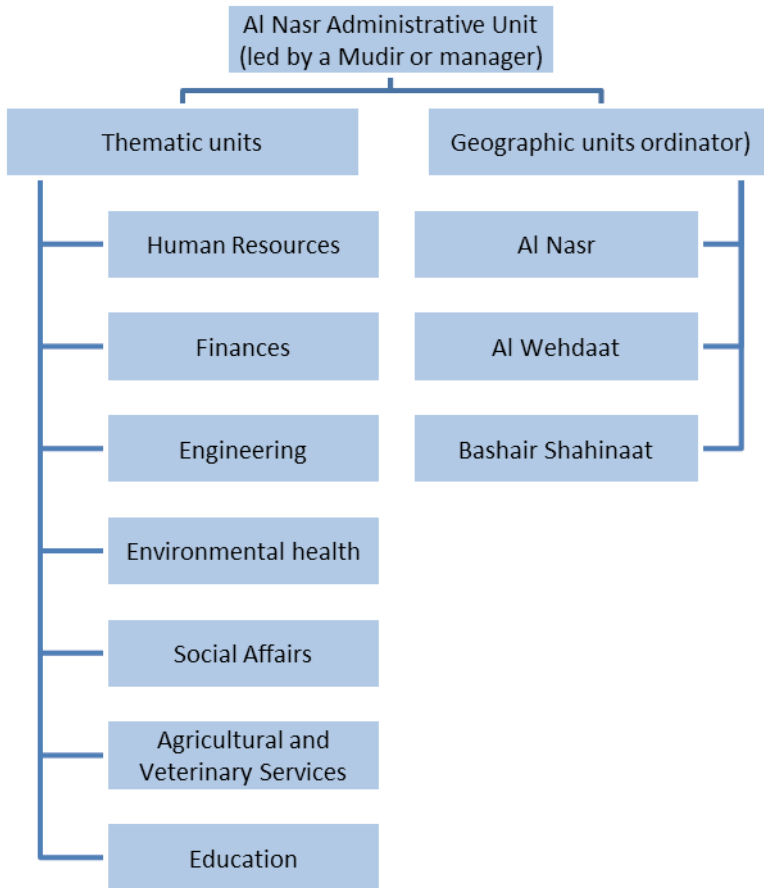 Al Nasr Administrative Unit
(led by a Mudir or manager)
Thematic units
Geographic units ordinator)
Human Resources
Al Nasr
Finances
Al Wehdaat
Engineering
Bashair Shahinaat
Environmental health
Social Affairs
Agricultural and
Veterinary Services
Education